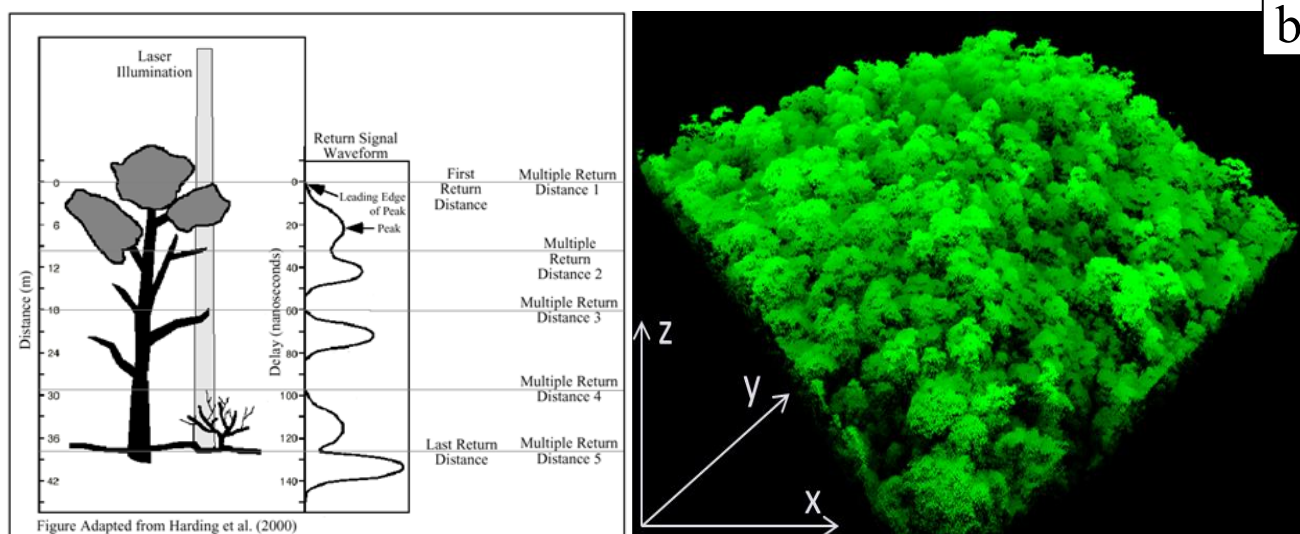 Laser
Illumination
Return Signal
Waveform
First
Return
Distance
Multiple Return
Distance 1
Leading Edge
of Peak
Peak
Multiple
Return
Distance 2
Multiple Return
Distance 3
Multiple Return
Distance 4
Last Return
Distance
Multiple Return
Distance 5
Distance (m)
0
6
12
18
24
30
36
42
Delay (nanoseconds)
0
20
40
60
80
100
120
140
Figure Adapted from Harding et al. (2000)
b
z
y
x